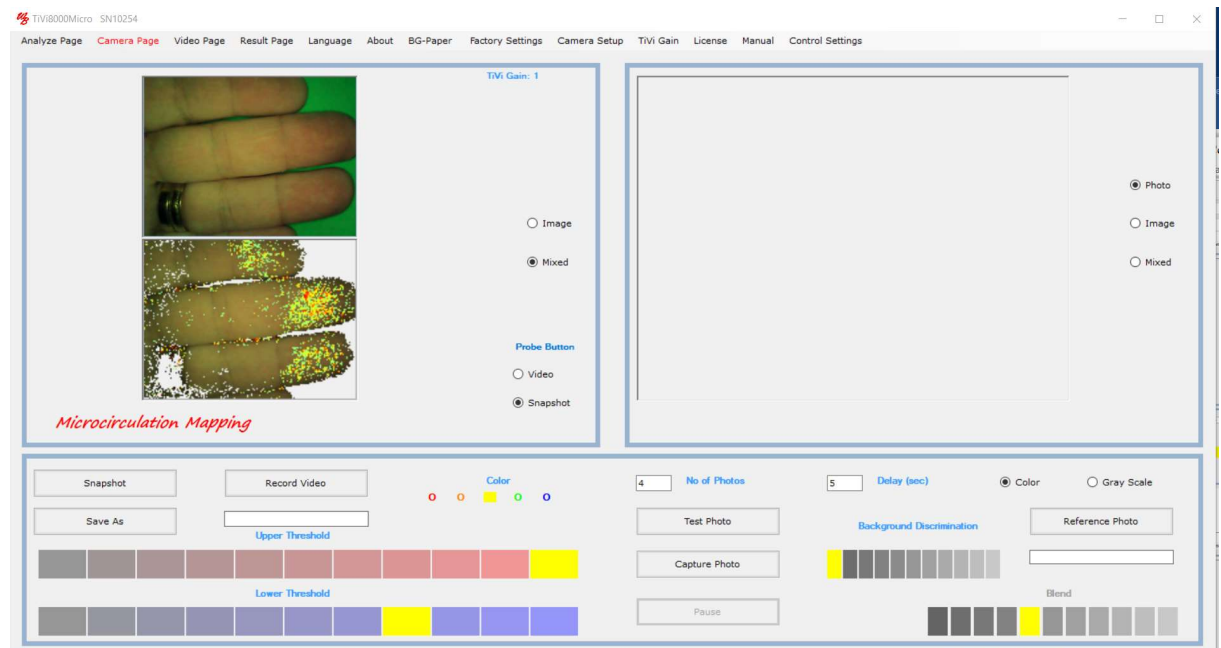 TiVi8000Micro SN10254
Analyze Page Camera Page Video Page Result Page Language About BG-Paper Factory Settings Camera Setup TiVi Gain License Manual Control Settings
TiVi Gain: 1
Image
Mixed
Probe Button
Video
Snapshot
Microcirculation Mapping
Photo
Image
Mixed
Snapshot
Record Video
Color
O O O O
Save As
Upper Threshold
Lower Threshold
4 No of Photos
5 Delay (sec)
Color
Gray Scale
Test Photo
Background Discrimination
Reference Photo
Capture Photo
Blend
Pause